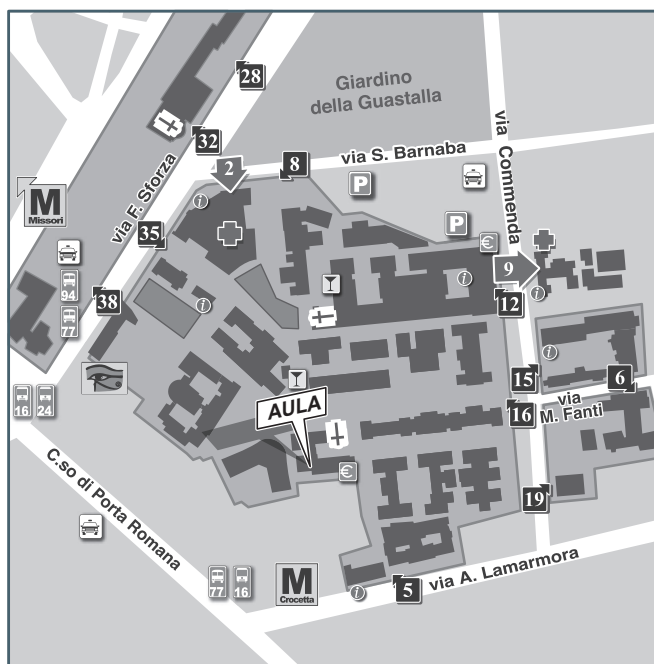 28
Giardino
della Guastalla
32
via F. Sforza
2
8
via S. Barnaba
via Commenda
P
M
Missori
i
35
P
€
9
i
94
38
i
12
i
77
i
15
6
16
24
AULA
16
via
M. Fanti
€
C.so di Porta Romana
19
77
16
M
Crocetta
i
5
via A. Lamarmora